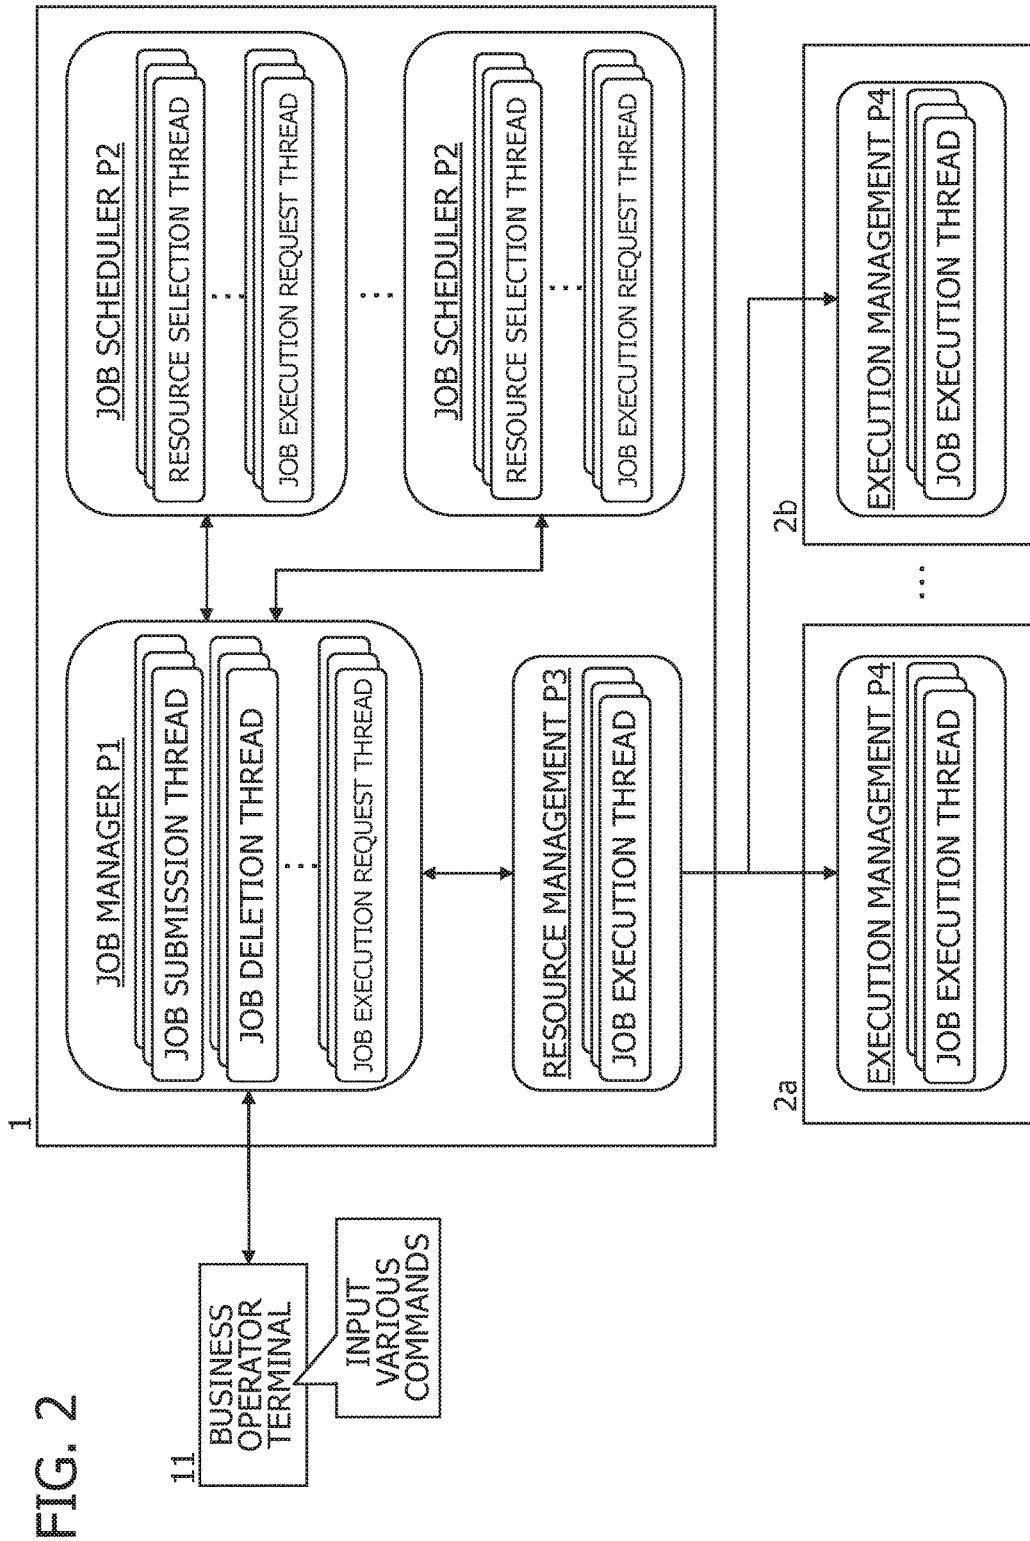 FIG. 2
1
11
BUSINESS
OPERATOR
TERMINAL
INPUT
VARIOUS
COMMANDS
JOB MANAGER P1
JOB SUBMISSION THREAD
JOB DELETION THREAD
...
JOB EXECUTION REQUEST THREAD
JOB SCHEDULER P2
RESOURCE SELECTION THREAD
...
JOB EXECUTION REQUEST THREAD
...
JOB SCHEDULER P2
RESOURCE SELECTION THREAD
...
JOB EXECUTION REQUEST THREAD
RESOURCE MANAGEMENT P3
JOB EXECUTION THREAD
2a
EXECUTION MANAGEMENT P4
JOB EXECUTION THREAD
...
2b
EXECUTION MANAGEMENT P4
JOB EXECUTION THREAD